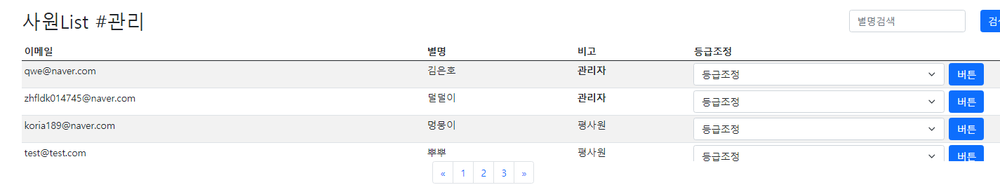 사원List #관리
별명검색
이메일 별명 비고 등급조정
qwe@naver.com 김은호 관리자 등급조정 버튼
zhfldk014745@naver.com 덜덜이 관리자 등급조정 버튼
koria189@naver.com 멍뭉이 평사원 등급조정 버튼
test@test.com 뿌뿌 평사원 등급조정 버튼
« 1 2 3 »